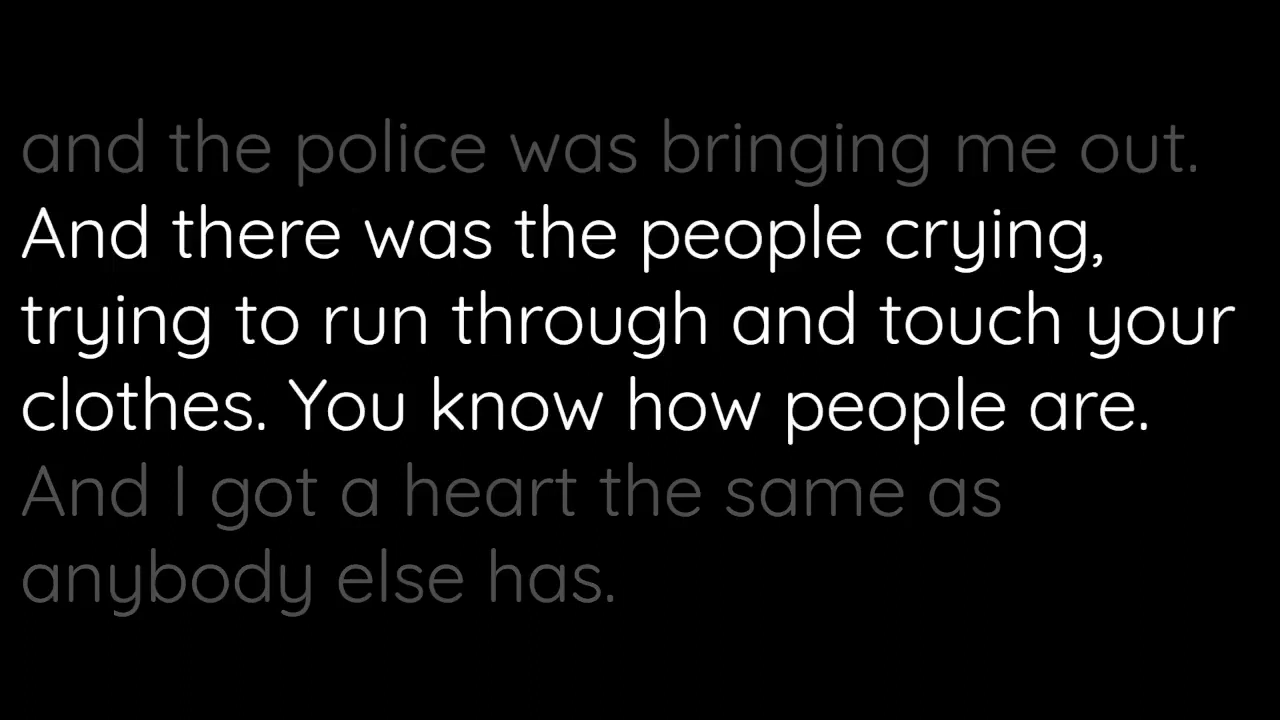 and the police was bringing me out.
And there was the people crying,
trying to run through and touch your
clothes. You know how people are.
And I got a heart the same as
anybody else has.